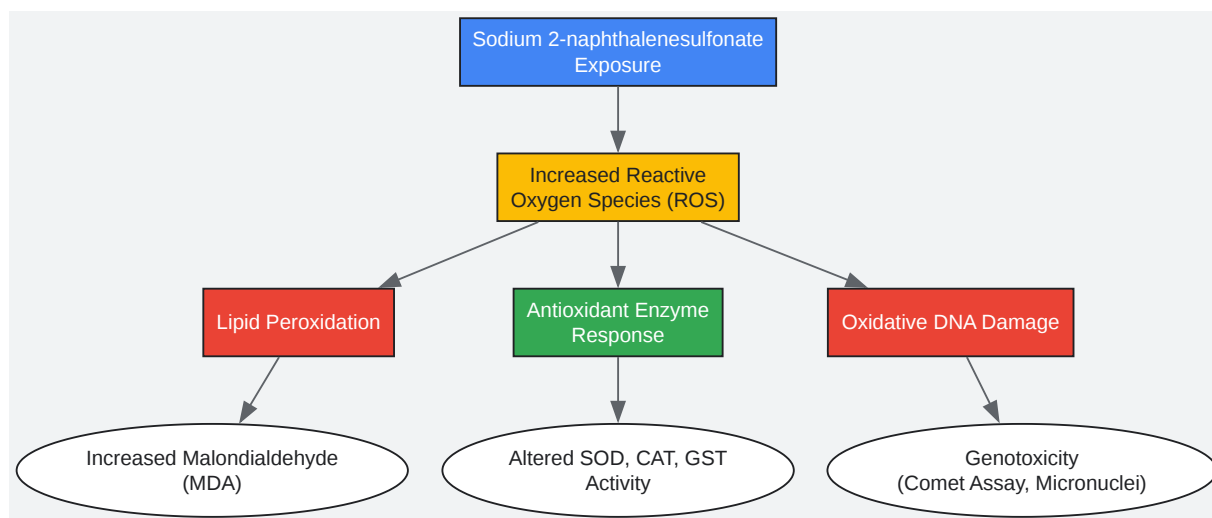 Sodium 2-naphthalenesulfonate
Exposure
Increased Reactive
Oxygen Species (ROS)
Lipid Peroxidation
Antioxidant Enzyme
Response
Oxidative DNA Damage
Increased Malondialdehyde
(MDA)
Altered SOD, CAT, GST
Activity
Genotoxicity
(Comet Assay, Micronuclei)